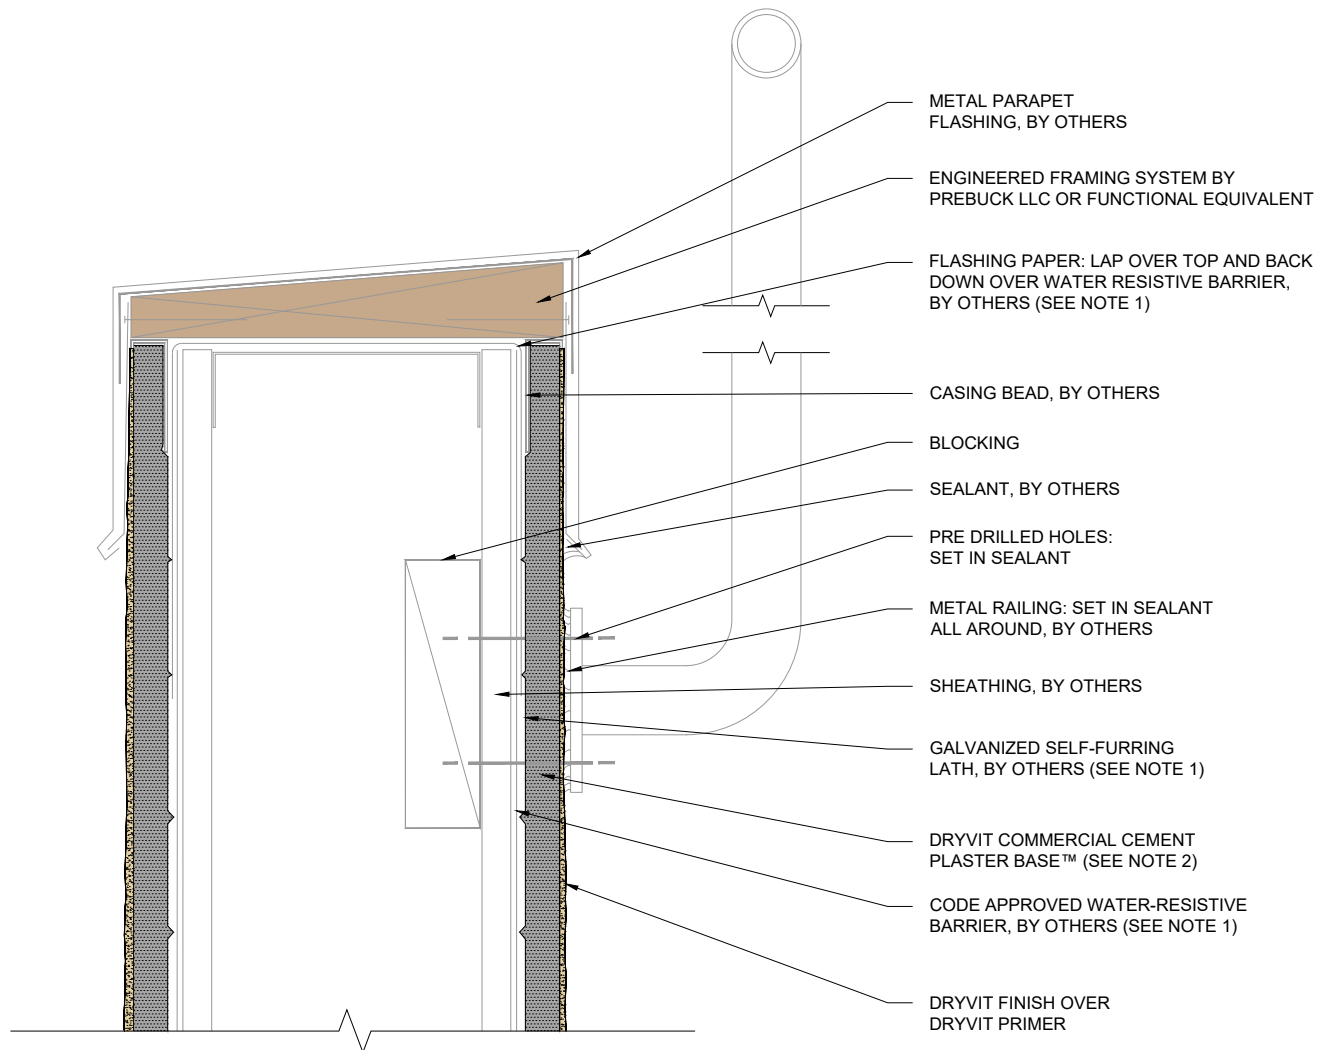 METAL PARAPET
FLASHING, BY OTHERS
ENGINEERED FRAMING SYSTEM BY
PREBUCK LLC OR FUNCTIONAL EQUIVALENT
FLASHING PAPER: LAP OVER TOP AND BACK
DOWN OVER WATER RESISTIVE BARRIER,
BY OTHERS (SEE NOTE 1)
CASING BEAD, BY OTHERS
BLOCKING
SEALANT, BY OTHERS
PRE DRILLED HOLES:
SET IN SEALANT
METAL RAILING: SET IN SEALANT
ALL AROUND, BY OTHERS
SHEATHING, BY OTHERS
GALVANIZED SELF-FURRING
LATH, BY OTHERS (SEE NOTE 1)
DRYVIT COMMERCIAL CEMENT
PLASTER BASE™ (SEE NOTE 2)
CODE APPROVED WATER-RESISTIVE
BARRIER, BY OTHERS (SEE NOTE 1)
DRYVIT FINISH OVER
DRYVIT PRIMER